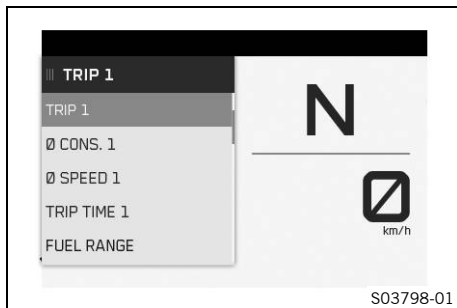 TRIP 1
TRIP 1
Ø CONS. 1
Ø SPEED 1
TRIP TIME 1
FUEL RANGE
N
0
km/h
S03798-01